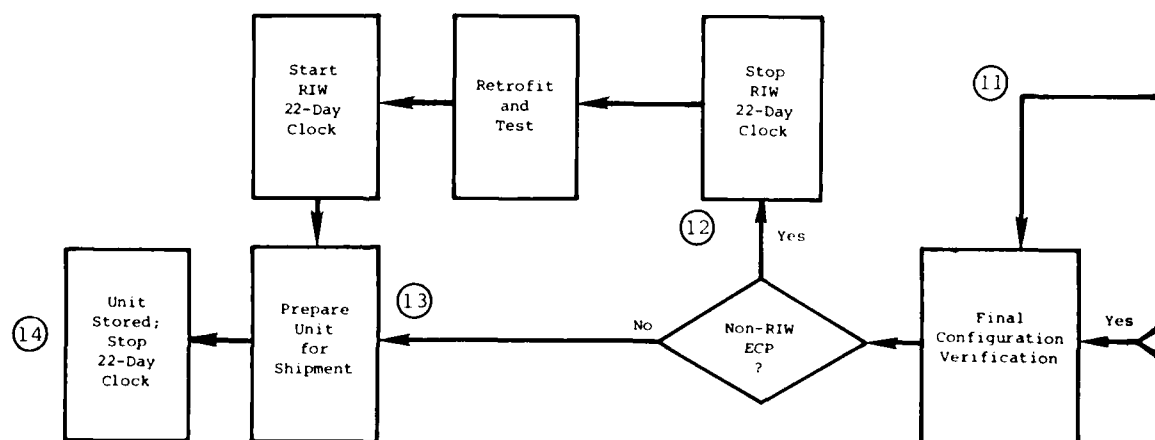 Start
RIW
22-Day
Clock
Retrofit
and
Test
Stop
RIW
22-Day
Clock
11
12
Yes
Unit
Stored;
Stop
22-Day
Clock
14
Prepare
Unit
for
Shipment
13
No
Non-RIW
ECP
?
Final
Configuration
Verification
Yes